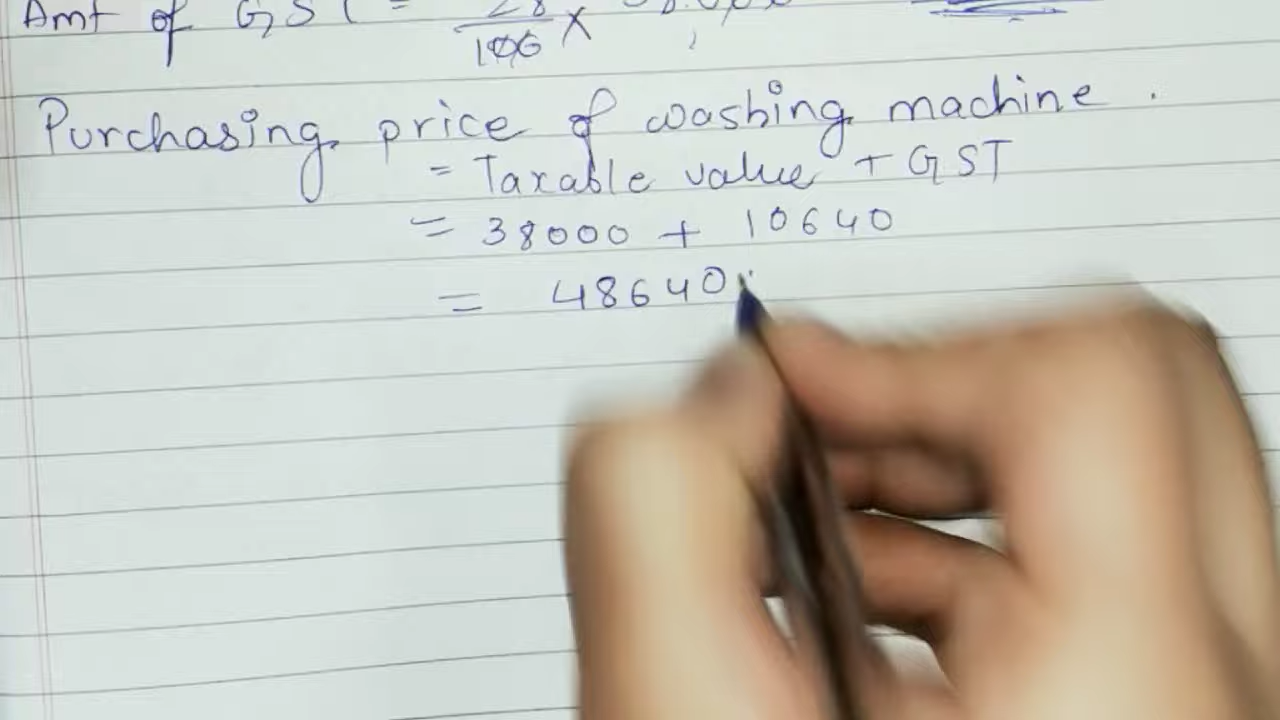 Amt of GST = 28/100 ×
Purchasing price of washing machine.
= Taxable value + GST
= 38000 + 10640
= 48640